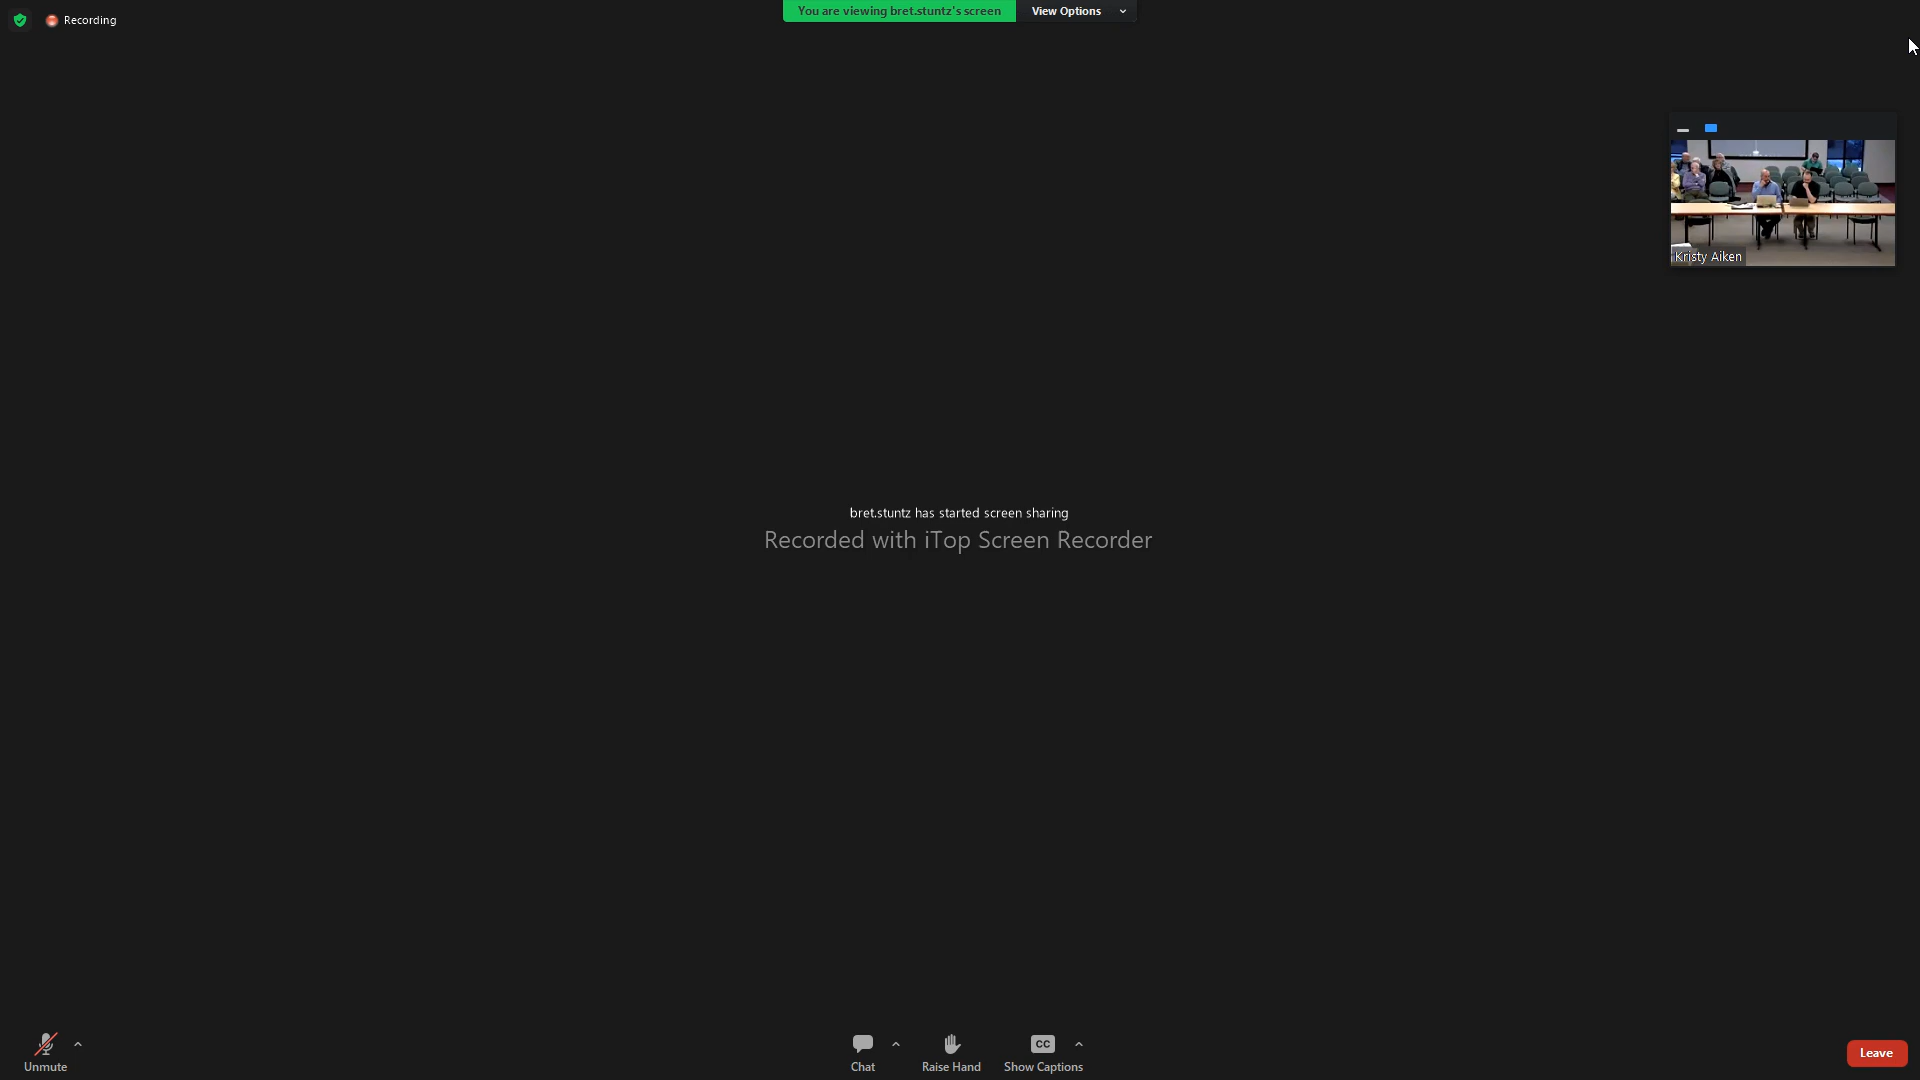 Recording
You are viewing bret.stuntz's screen
View Options
Kristy Aiken
bret.stuntz has started screen sharing
Recorded with iTop Screen Recorder
Unmute
Chat
Raise Hand
CC
Show Captions
Leave